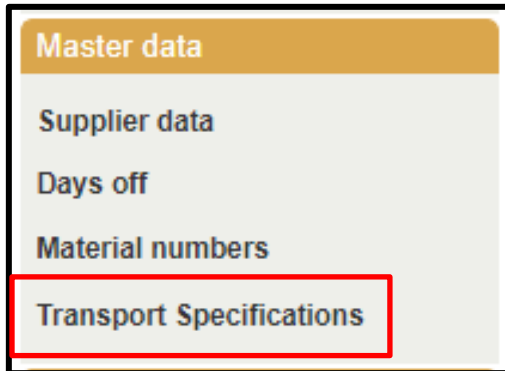 Master data
Supplier data
Days off
Material numbers
Transport Specifications